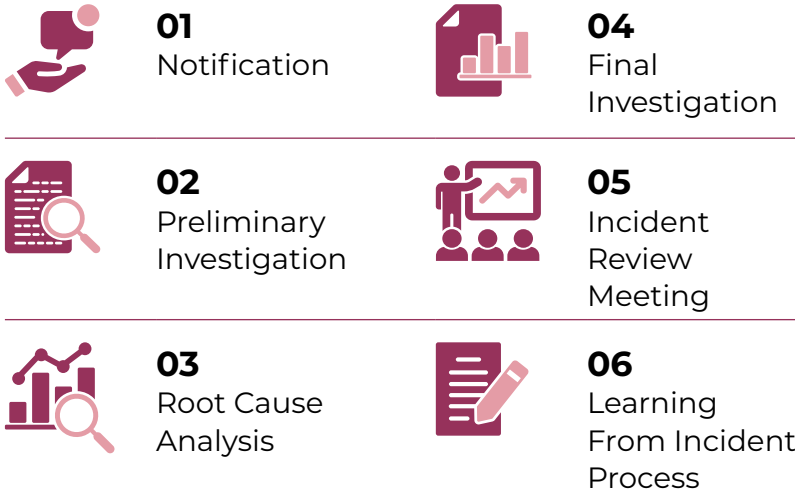 01
Notification
02
Preliminary
Investigation
03
Root Cause
Analysis
04
Final
Investigation
05
Incident
Review
Meeting
06
Learning
From Incident
Process